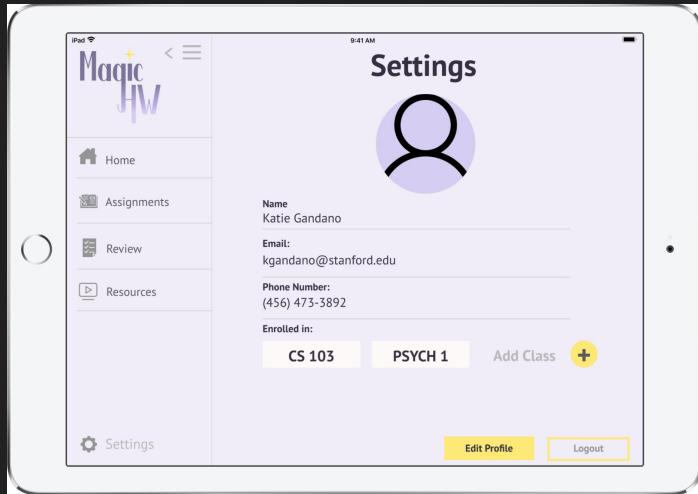 iPad
9:41 AM
Magic
HW
Settings
Home
Assignments
Review
Resources
Name
Katie Gandano
Email:
kgandano@stanford.edu
Phone Number:
(456) 473-3892
Enrolled in:
CS 103 PSYCH 1 Add Class +
Settings
Edit Profile Logout